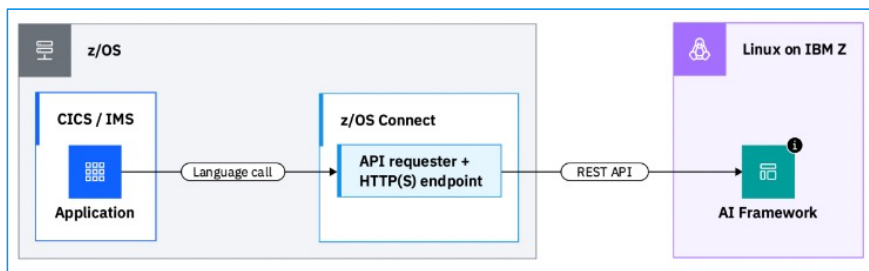 z/OS
Linux on IBM Z
CICS / IMS
z/OS Connect
Application
Language call
API requester +
HTTP(S) endpoint
REST API
i
AI Framework